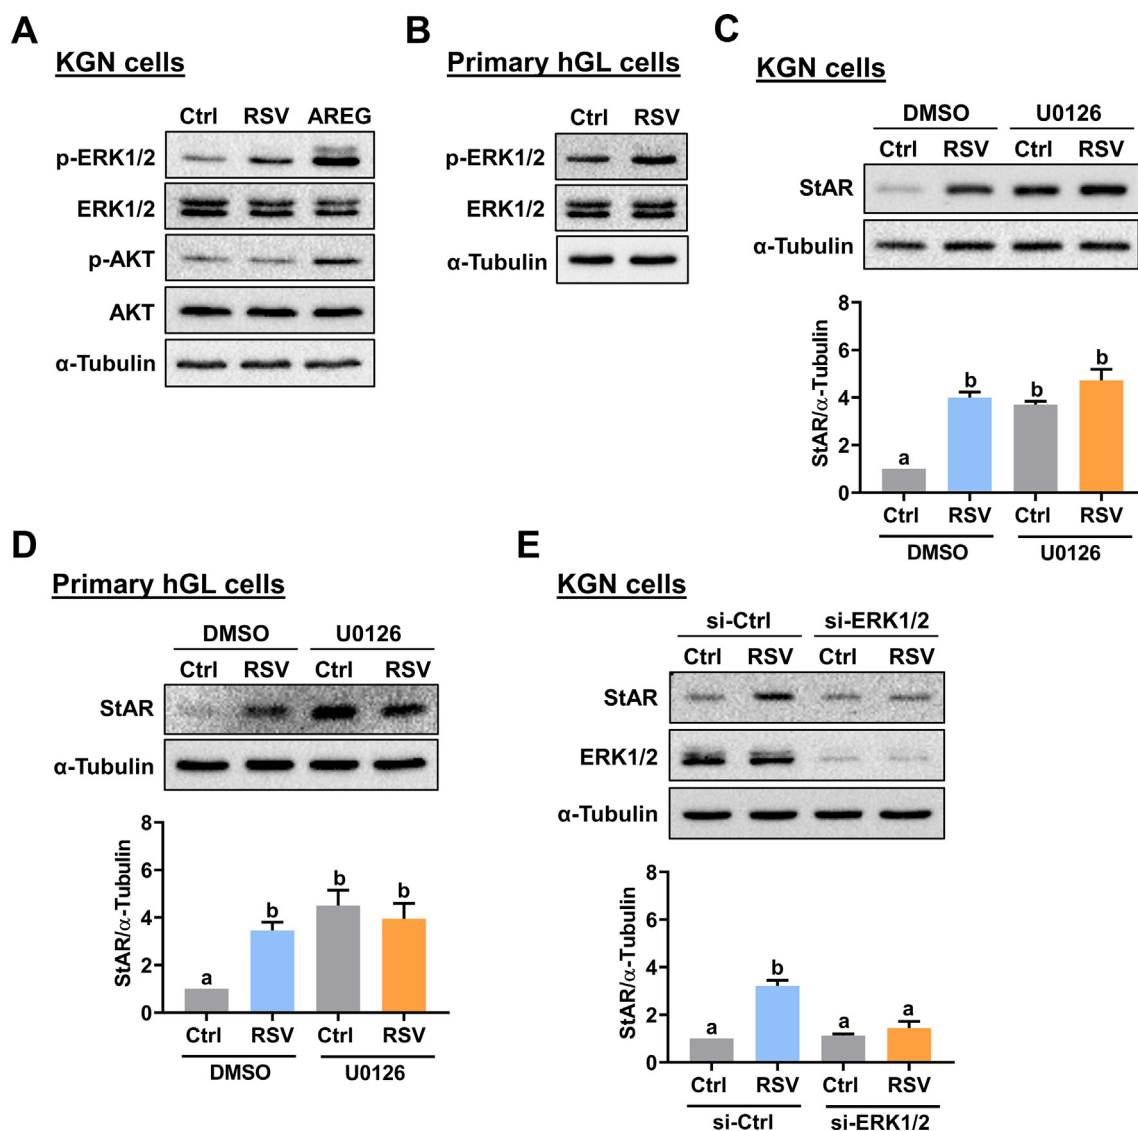 A
KGN cells
Ctrl RSV AREG
p-ERK1/2
ERK1/2
p-AKT
AKT
α-Tubulin
B
Primary hGL cells
Ctrl RSV
p-ERK1/2
ERK1/2
α-Tubulin
C
KGN cells
DMSO U0126
Ctrl RSV Ctrl RSV
StAR
α-Tubulin
StAR/α-Tubulin
8
6
4
2
0
a b b b
Ctrl RSV Ctrl RSV
DMSO U0126
D
Primary hGL cells
DMSO U0126
Ctrl RSV Ctrl RSV
StAR
α-Tubulin
StAR/α-Tubulin
8
6
4
2
0
a b b b
Ctrl RSV Ctrl RSV
DMSO U0126
E
KGN cells
si-Ctrl si-ERK1/2
Ctrl RSV Ctrl RSV
StAR
ERK1/2
α-Tubulin
StAR/α-Tubulin
8
6
4
2
0
a b a a
Ctrl RSV Ctrl RSV
si-Ctrl si-ERK1/2